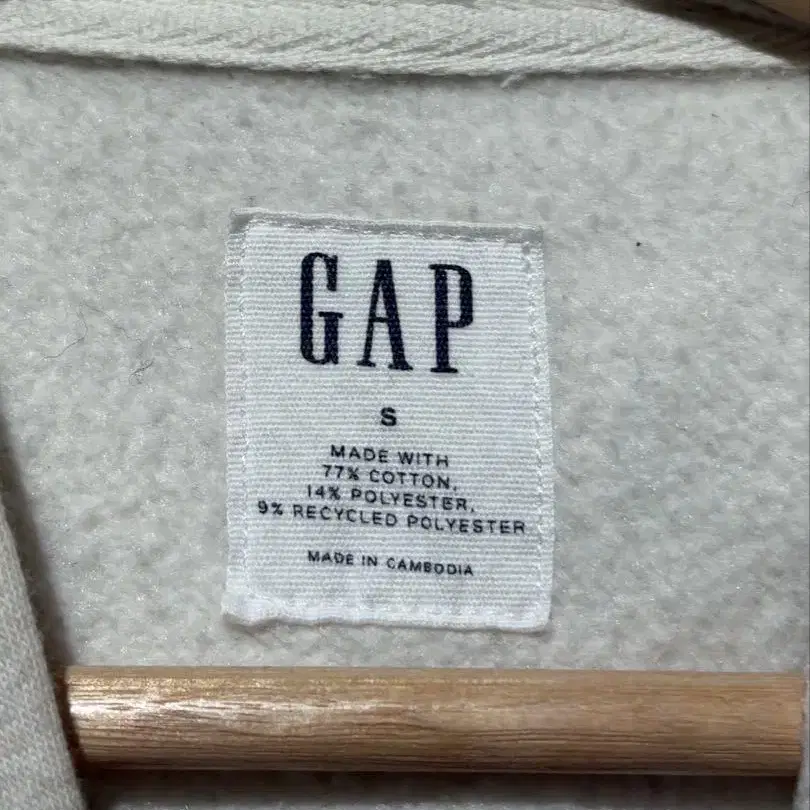 GAP
S
MADE WITH
77% COTTON,
14% POLYESTER,
9% RECYCLED POLYESTER
MADE IN CAMBODIA